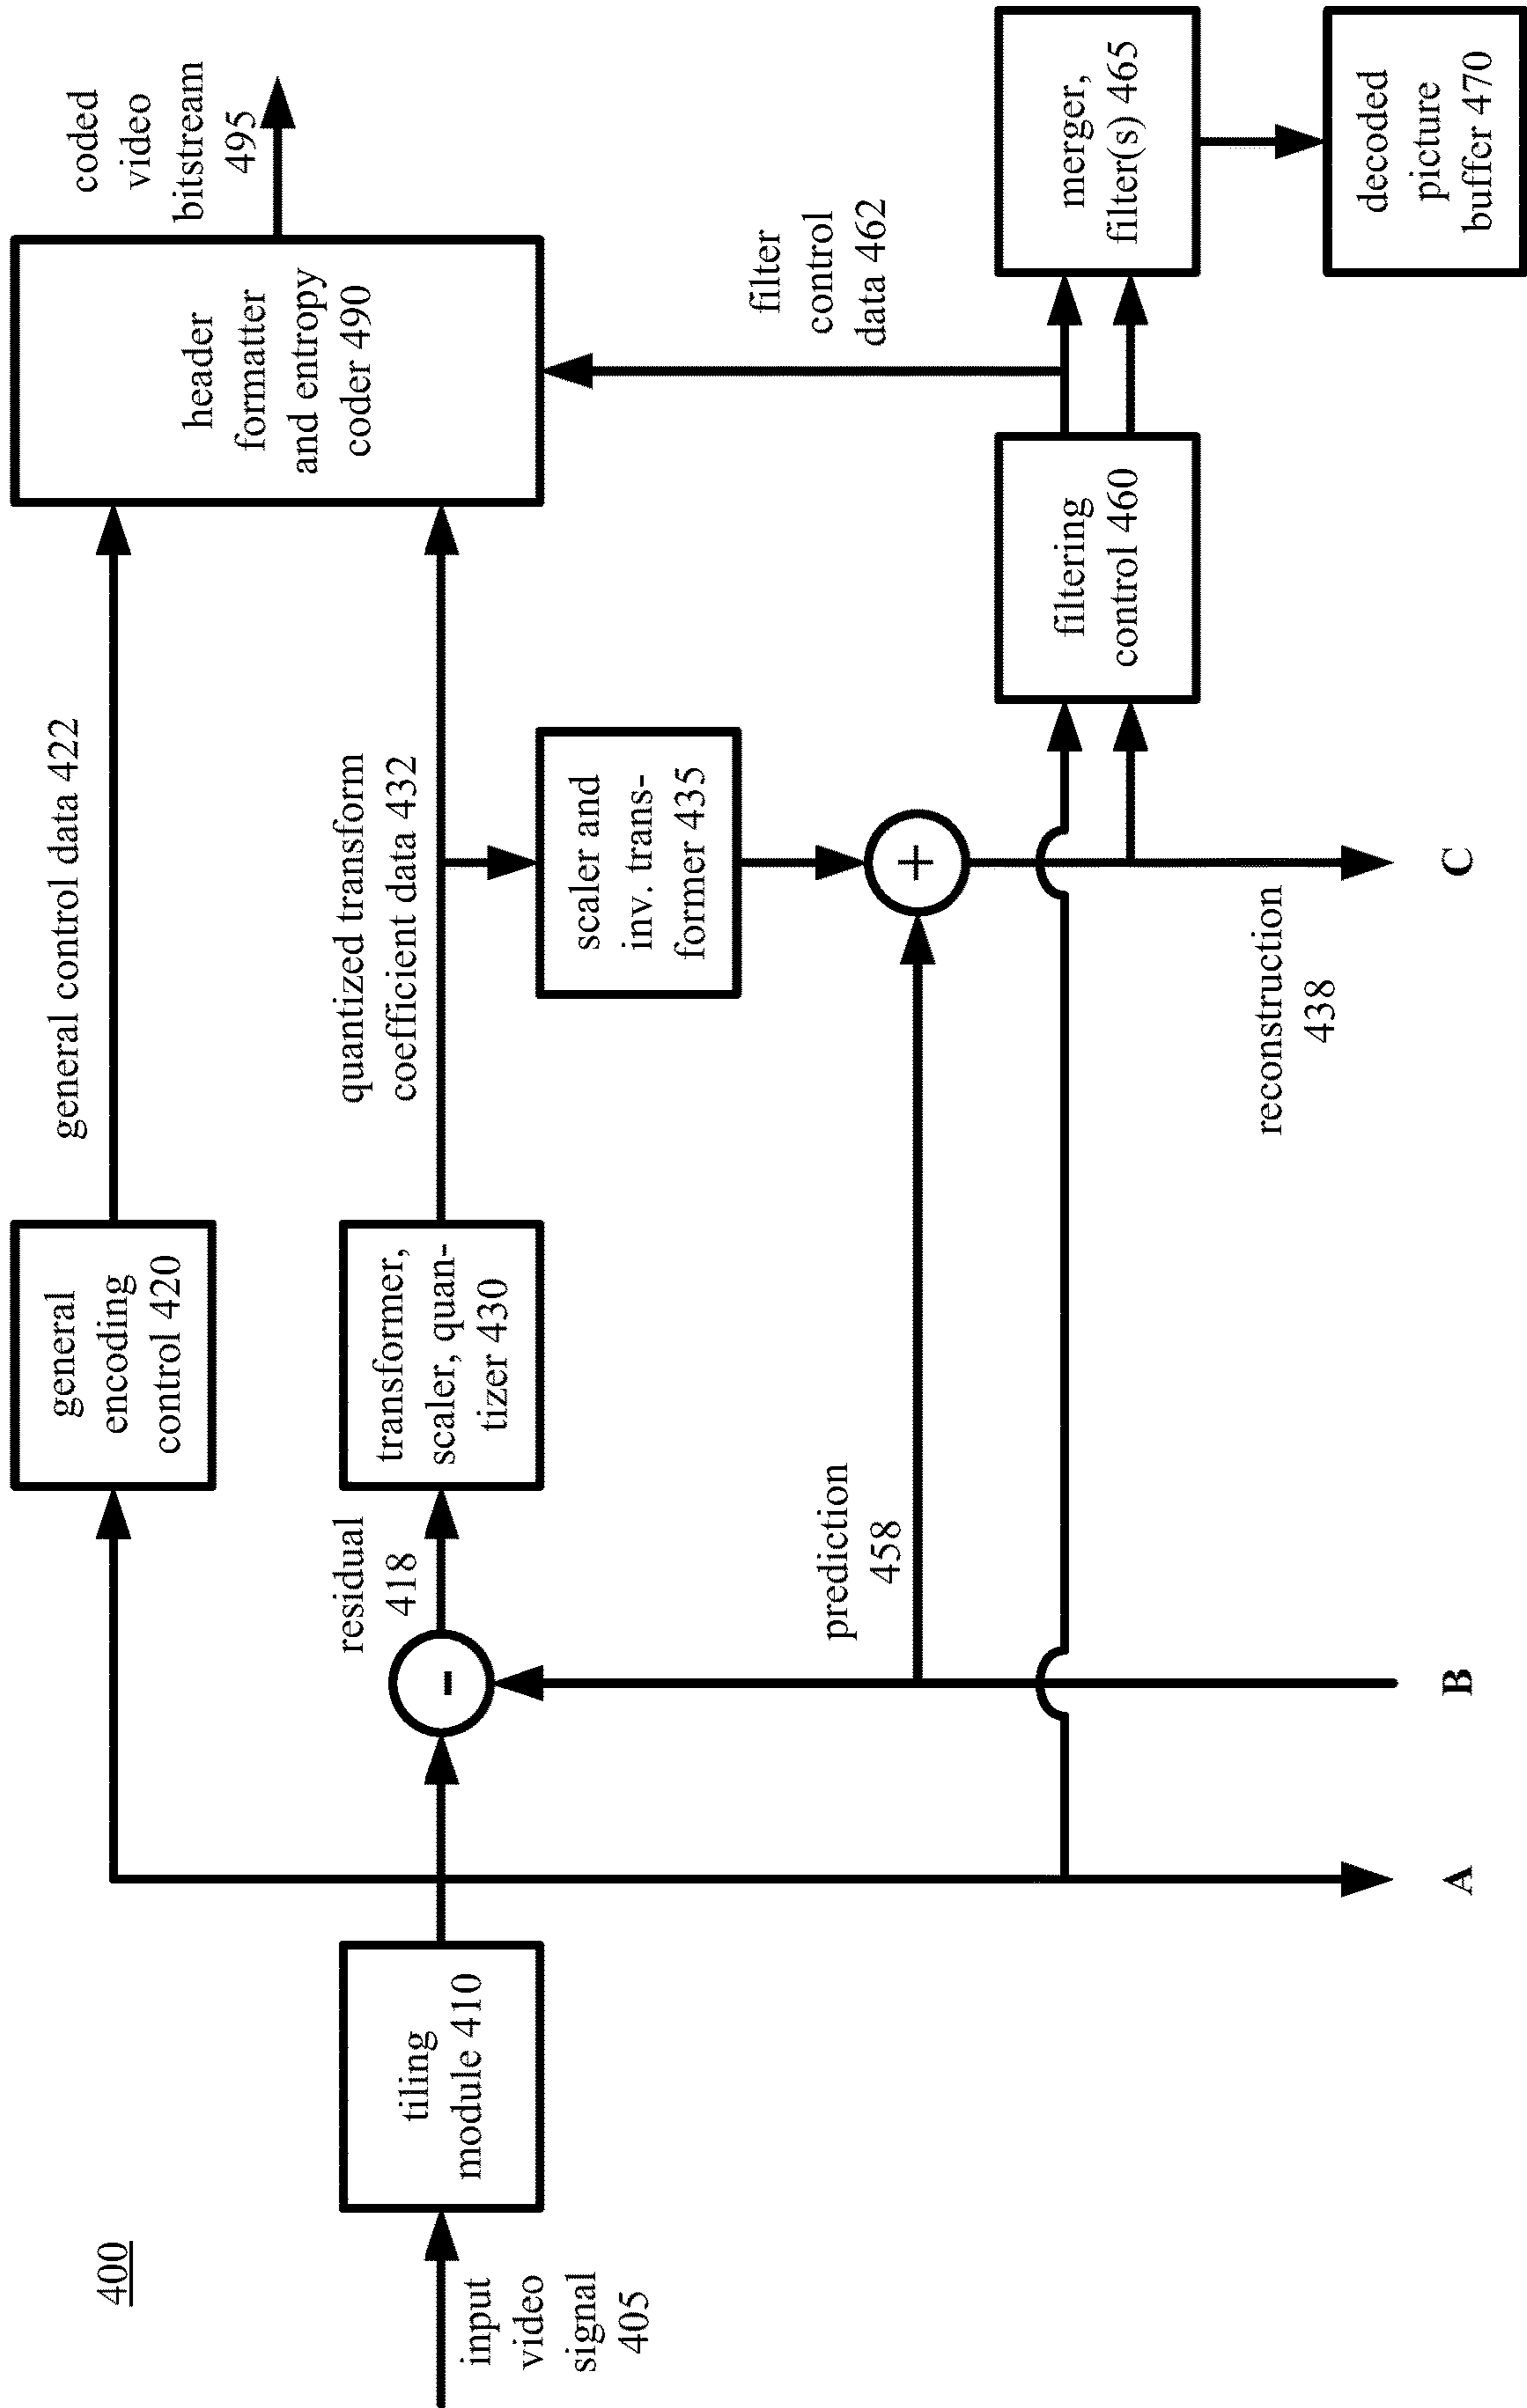 400
input
video
signal
405
tiling
module 410
general
encoding
control 420
general control data 422
header
formatter
and entropy
coder 490
coded
video
bitstream
495
residual
418
-
transformer,
scaler, quan-
tizer 430
quantized transform
coefficient data 432
scaler and
inv. trans-
former 435
prediction
458
+
filter
control
data 462
filtering
control 460
merger,
filter(s) 465
decoded
picture
buffer 470
reconstruction
438
A
B
C